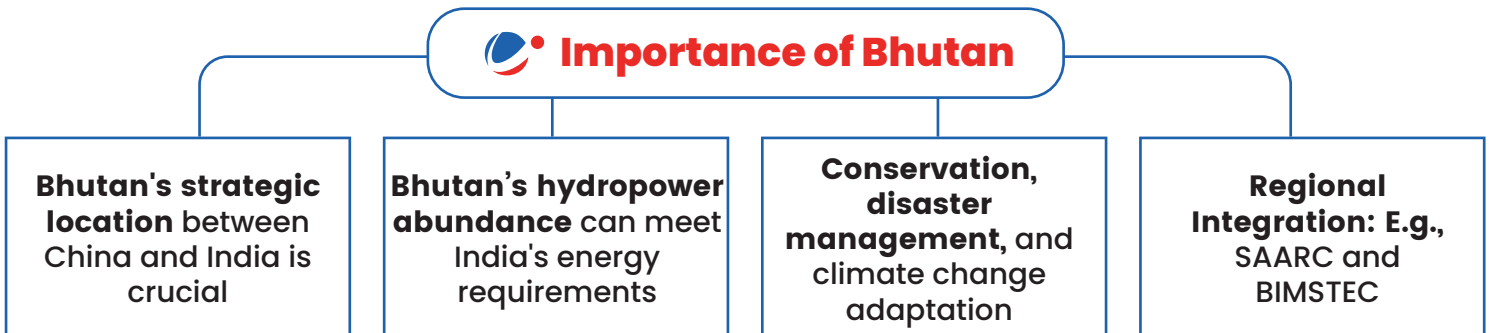 Importance of Bhutan
Bhutan's strategic
location between
China and India is
crucial
Bhutan’s hydropower
abundance can meet
India's energy
requirements
Conservation,
disaster
management, and
climate change
adaptation
Regional
Integration: E.g.,
SAARC and
BIMSTEC